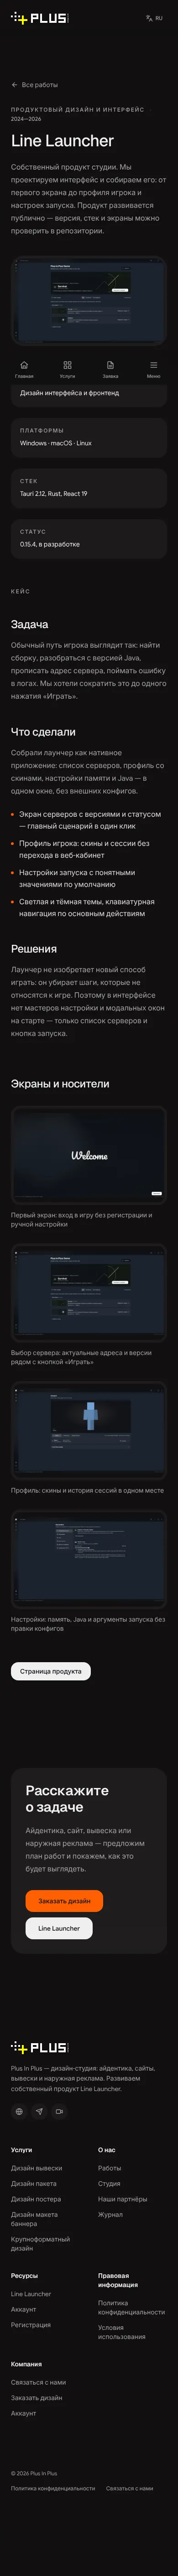 PLUS
RU
Все работы
ПРОДУКТОВЫЙ ДИЗАЙН И ИНТЕРФЕЙС
2024—2026
Line Launcher
Собственный продукт студии. Мы
проектируем интерфейс и собираем его: от
первого экрана до профиля игрока и
настроек запуска. Продукт развивается
публично — версия, стек и экраны можно
проверить в репозитории.
Главная
Услуги
Заявка
Меню
Дизайн интерфейса и фронтенд
ПЛАТФОРМЫ
Windows · macOS · Linux
СТЕК
Tauri 2.12, Rust, React 19
СТАТУС
0.15.4, в разработке
КЕЙС
Задача
Обычный путь игрока выглядит так: найти
сборку, разобраться с версией Java,
прописать адрес сервера, поймать ошибку
в логах. Мы хотели сократить это до одного
нажатия «Играть».
Что сделали
Собрали лаунчер как нативное
приложение: список серверов, профиль со
скинами, настройки памяти и Java — в
одном окне, без внешних конфигов.
Экран серверов с версиями и статусом
— главный сценарий в один клик
Профиль игрока: скины и сессии без
перехода в веб-кабинет
Настройки запуска с понятными
значениями по умолчанию
Светлая и тёмная темы, клавиатурная
навигация по основным действиям
Решения
Лаунчер не изобретает новый способ
играть: он убирает шаги, которые не
относятся к игре. Поэтому в интерфейсе
нет мастеров настройки и модальных окон
на старте — только список серверов и
кнопка запуска.
Экраны и носители
Welcome
Первый экран: вход в игру без регистрации и
ручной настройки
Выбор сервера: актуальные адреса и версии
рядом с кнопкой «Играть»
Профиль: скины и история сессий в одном месте
Настройки: память, Java и аргументы запуска без
правки конфигов
Страница продукта
Расскажите
о задаче
Айдентика, сайт, вывеска или
наружная реклама — предложим
план работ и покажем, как это
будет выглядеть.
Заказать дизайн
Line Launcher
PLUS
Plus In Plus — дизайн-студия: айдентика, сайты,
вывески и наружная реклама. Развиваем
собственный продукт Line Launcher.
Услуги
Дизайн вывески
Дизайн пакета
Дизайн постера
Дизайн макета
баннера
Крупноформатный
дизайн
О нас
Работы
Студия
Наши партнёры
Журнал
Ресурсы
Line Launcher
Аккаунт
Регистрация
Правовая
информация
Политика
конфиденциальности
Условия
использования
Компания
Связаться с нами
Заказать дизайн
Аккаунт
© 2026 Plus In Plus
Политика конфиденциальности
Связаться с нами